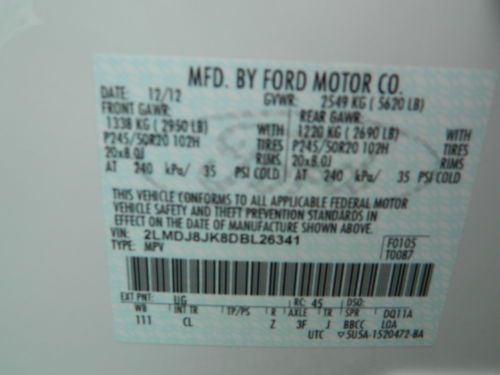 MFD. BY FORD MOTOR CO.
DATE: 12/12 GVWR: 2549 KG ( 5620 LB)
FRONT GAWR: REAR GAWR:
1338 KG ( 2950 LB) WITH 1220 KG ( 2690 LB) WITH
P245/50R20 102H TIRES P245/50R20 102H TIRES
20x8.0J RIMS 20x8.0J RIMS
AT 240 kPa/ 35 PSI COLD AT 240 kPa/ 35 PSI COLD
THIS VEHICLE CONFORMS TO ALL APPLICABLE FEDERAL MOTOR
VEHICLE SAFETY AND THEFT PREVENTION STANDARDS IN
EFFECT ON THE DATE OF MANUFACTURE SHOWN ABOVE.
VIN: 2LMDJ8JK8DBL26341 F0105
TYPE: MPV T0087
EXT PNT: UG RC: 45 DSO:
WB INT TR TP/PS R AXLE TR SPR DQ11A
111 CL Z 3F J BBCC LOA
UTC ▽ SU5A-1520472-BA